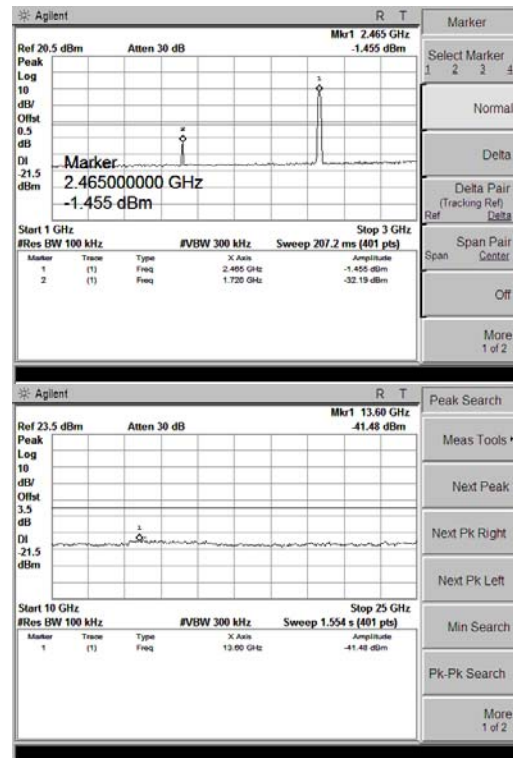 Agilent R T
Mkr1 2.465 GHz
Ref 20.5 dBm Atten 30 dB -1.455 dBm
Peak
Log
10
dB/
Offst
0.5
dB
DI
-21.5
dBm
1
2
Marker
2.465000000 GHz
-1.455 dBm
Start 1 GHz Stop 3 GHz
#Res BW 100 kHz #VBW 300 kHz Sweep 207.2 ms (401 pts)
Marker Trace Type X Axis Amplitude
1 (1) Freq 2.465 GHz -1.455 dBm
2 (1) Freq 1.720 GHz -32.19 dBm
Marker
Select Marker
1 2 3 4
Normal
Delta
Delta Pair
(Tracking Ref)
Ref Delta
Span Pair
Span Center
Off
More
1 of 2
Agilent R T
Mkr1 13.60 GHz
Ref 23.5 dBm Atten 30 dB -41.48 dBm
Peak
Log
10
dB/
Offst
3.5
dB
DI
-21.5
dBm
1
Start 10 GHz Stop 25 GHz
#Res BW 100 kHz #VBW 300 kHz Sweep 1.554 s (401 pts)
Marker Trace Type X Axis Amplitude
1 (1) Freq 13.60 GHz -41.48 dBm
Peak Search
Meas Tools
Next Peak
Next Pk Right
Next Pk Left
Min Search
Pk-Pk Search
More
1 of 2